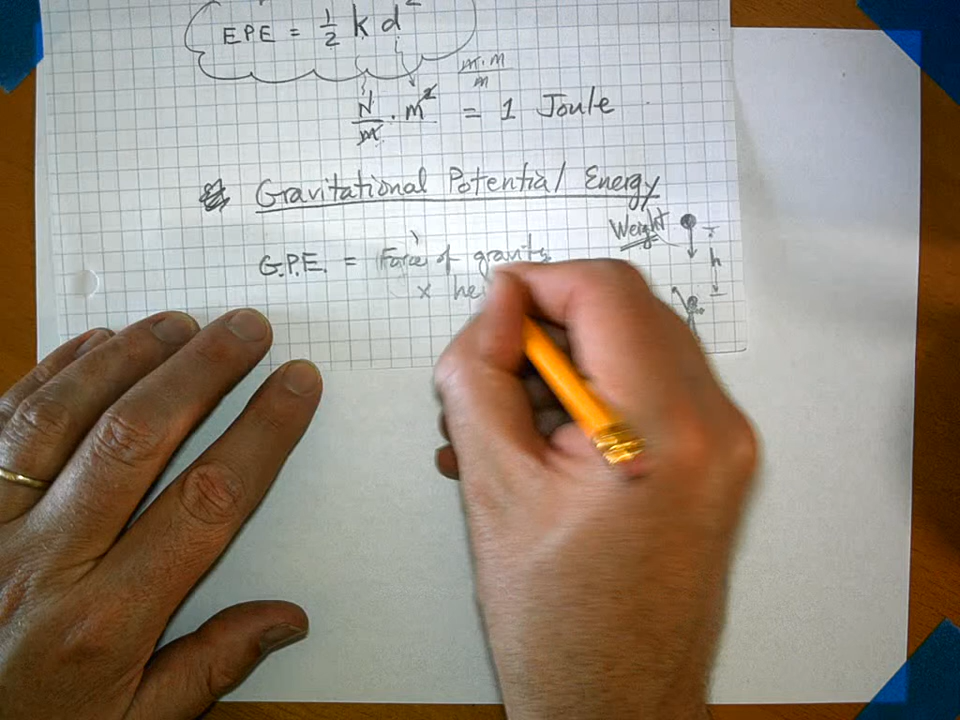 EPE = 1/2 k d²
m·m/m
N/m · m² = 1 Joule
Gravitational Potential Energy
Weight
G.P.E. = Force of gravity
h
x